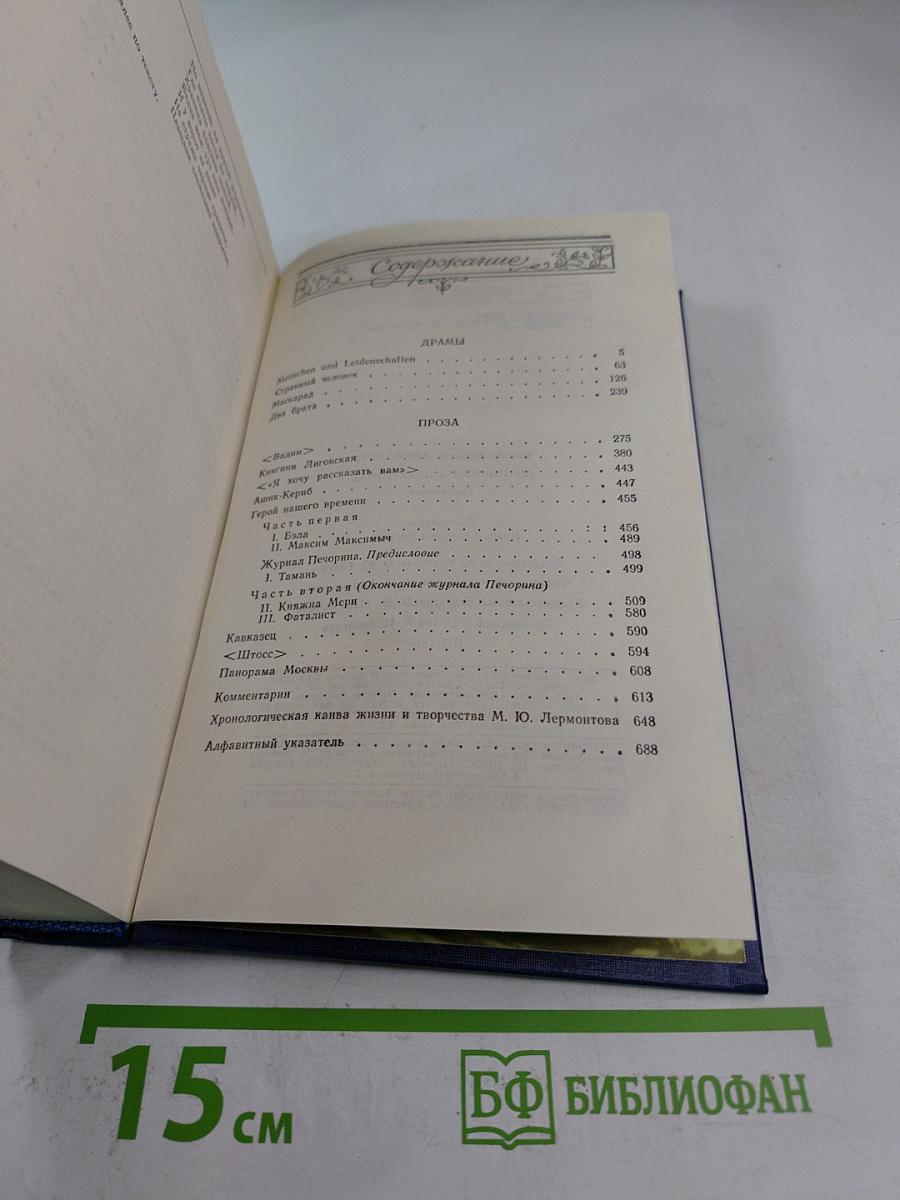 Содержание
ДРАМЫ
Menschen und Leidenschaften . . . . . . . . . . . . . 5
Странный человек . . . . . . . . . . . . . . . . 63
Маскарад . . . . . . . . . . . . . . . . . . . 126
Два брата . . . . . . . . . . . . . . . . . . . 239
ПРОЗА
<Вадим> . . . . . . . . . . . . . . . . . . . 275
Княгиня Лиговская . . . . . . . . . . . . . . . . 380
<«Я хочу рассказать вам»> . . . . . . . . . . . . . 443
Ашик-Кериб . . . . . . . . . . . . . . . . . . 447
Герой нашего времени . . . . . . . . . . . . . . . 455
Часть первая
I. Бэла . . . . . . . . . . . . . . . . . . . 456
II. Максим Максимыч . . . . . . . . . . . . . . 489
Журнал Печорина. Предисловие . . . . . . . . . . . 498
I. Тамань . . . . . . . . . . . . . . . . . . 499
Часть вторая (Окончание журнала Печорина)
II. Княжна Мери . . . . . . . . . . . . . . . . 509
III. Фаталист . . . . . . . . . . . . . . . . . 580
Кавказец . . . . . . . . . . . . . . . . . . . 590
<Штосс> . . . . . . . . . . . . . . . . . . . 594
Панорама Москвы . . . . . . . . . . . . . . . . 608
Комментарии . . . . . . . . . . . . . . . . . . 613
Хронологическая канва жизни и творчества М. Ю. Лермонтова 648
Алфавитный указатель . . . . . . . . . . . . . . . 688
15 см
БФ БИБЛИОФАН